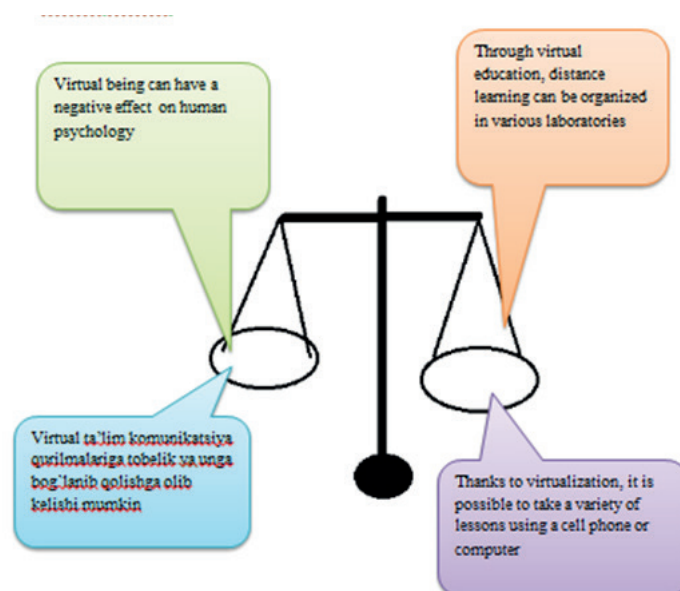 Virtual being can have a
negative effect on human
psychology
Through virtual
education, distance
learning can be organized
in various laboratories
Virtual ta`lim komunikatsiya
qurilmalariga tobelik ya unga
bog`lanib qolishga olib
kelishi mumkin
Thanks to virtualization, it is
possible to take a variety of
lessons using a cell phone or
computer